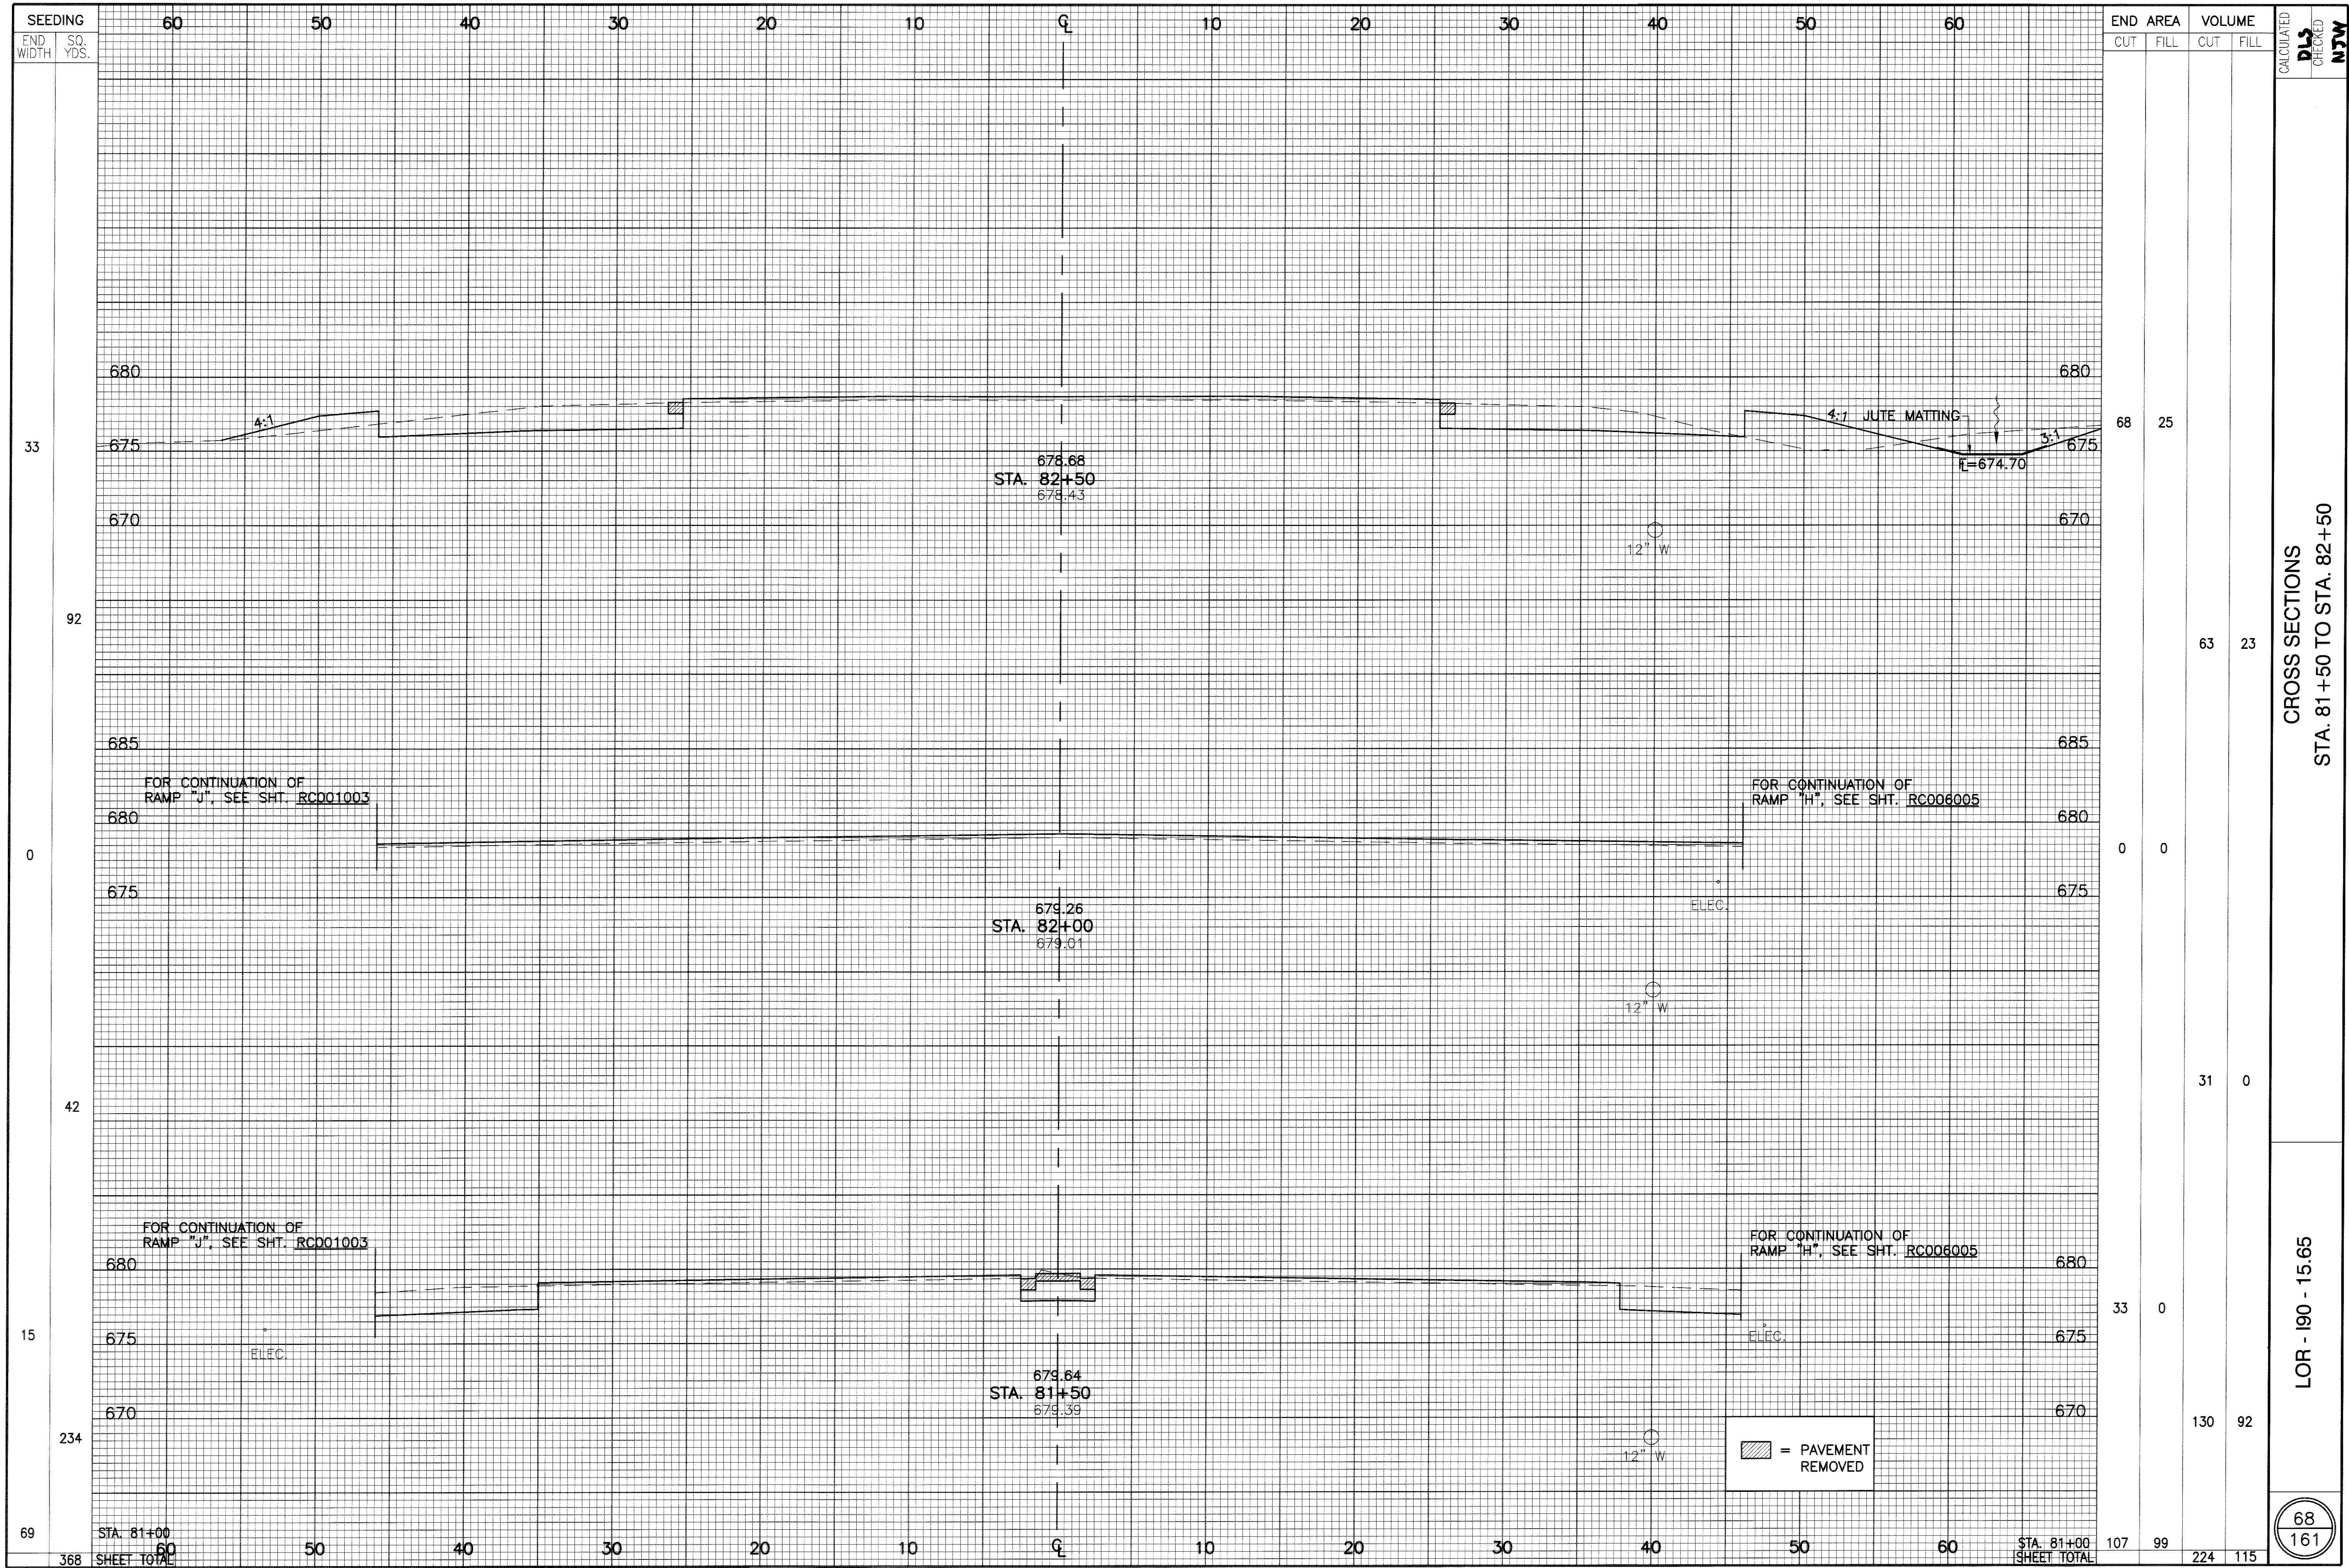 SEEDING
END WIDTH
SQ. YDS.
60 50 40 30 20 10 ℄ 10 20 30 40 50 60
END AREA
VOLUME
CUT FILL CUT FILL
CALCULATED
DLS
CHECKED
NJW
680
680
4:1
4:1 JUTE MATTING
3:1
33
675
675
68 25
678.68
STA. 82+50
678.43
℄=674.70
670
670
12" W
92
63 23
685
685
FOR CONTINUATION OF
RAMP "J", SEE SHT. RC001003
FOR CONTINUATION OF
RAMP "H", SEE SHT. RC006005
680
680
0
0 0
675
675
ELEC.
679.26
STA. 82+00
679.01
12" W
31 0
42
FOR CONTINUATION OF
RAMP "J", SEE SHT. RC001003
FOR CONTINUATION OF
RAMP "H", SEE SHT. RC006005
680
680
33 0
15
675
675
ELEC.
ELEC.
679.64
STA. 81+50
679.39
670
670
130 92
234
12" W
= PAVEMENT
REMOVED
69
STA. 81+00
60 50 40 30 20 10 ℄ 10 20 30 40 50 60
STA. 81+00 107 99
368 SHEET TOTAL
SHEET TOTAL 224 115
CROSS SECTIONS
STA. 81+50 TO STA. 82+50
LOR - I90 - 15.65
68
161